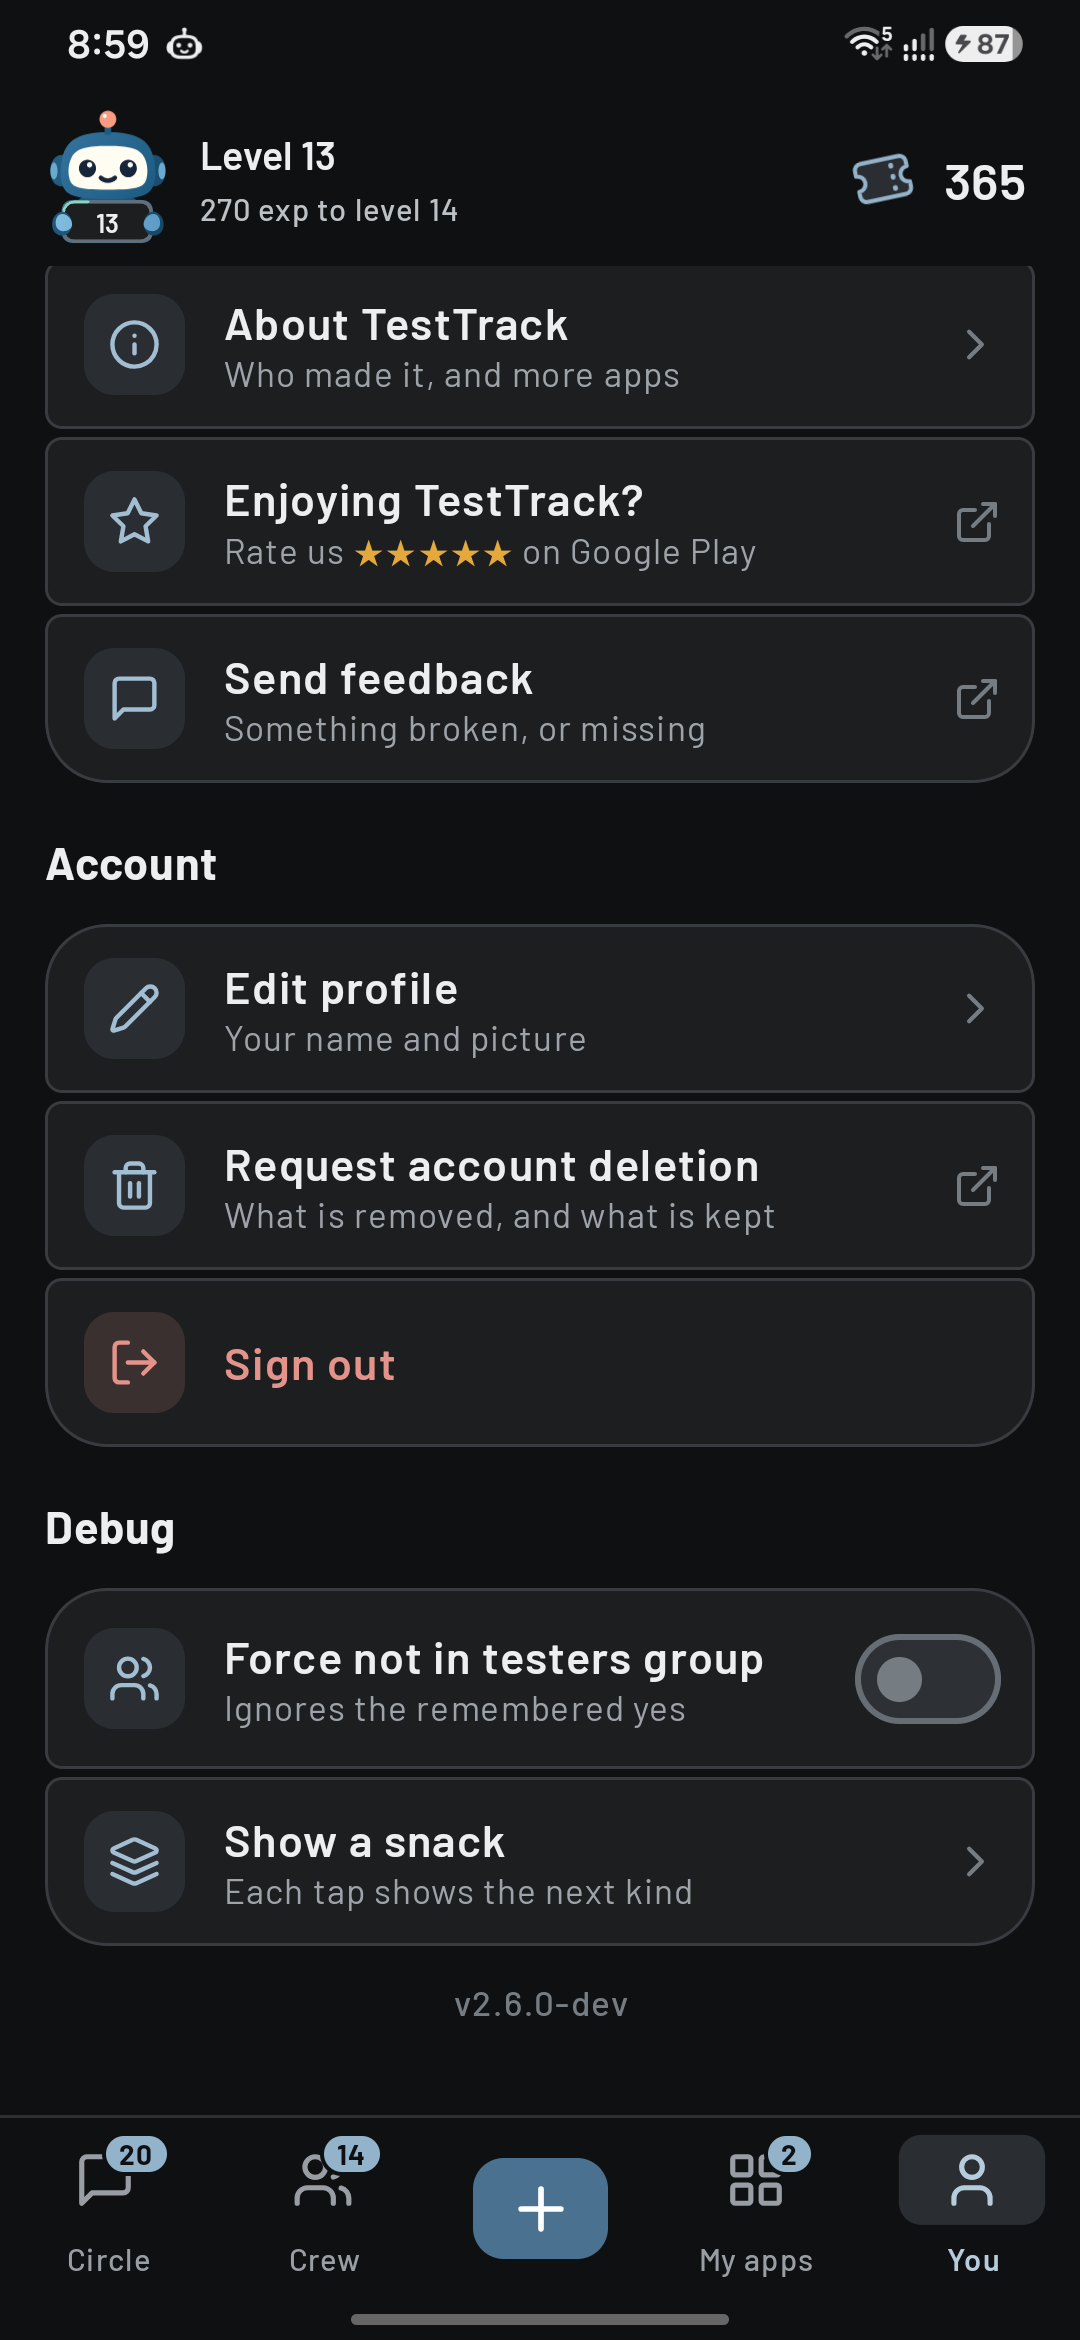 8:59
5
87
Level 13
270 exp to level 14
13
365
About TestTrack
Who made it, and more apps
Enjoying TestTrack?
Rate us ★★★★★ on Google Play
Send feedback
Something broken, or missing
Account
Edit profile
Your name and picture
Request account deletion
What is removed, and what is kept
Sign out
Debug
Force not in testers group
Ignores the remembered yes
Show a snack
Each tap shows the next kind
v2.6.0-dev
20
14
2
Circle
Crew
My apps
You